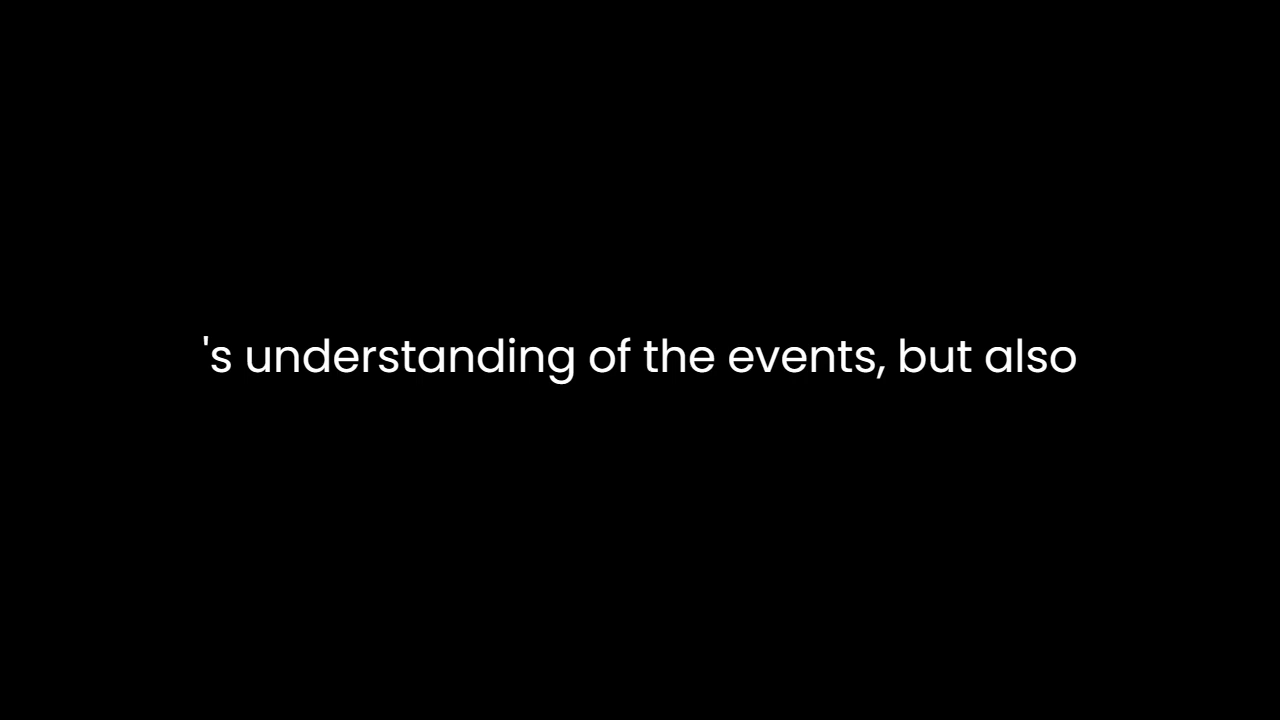 's understanding of the events, but also